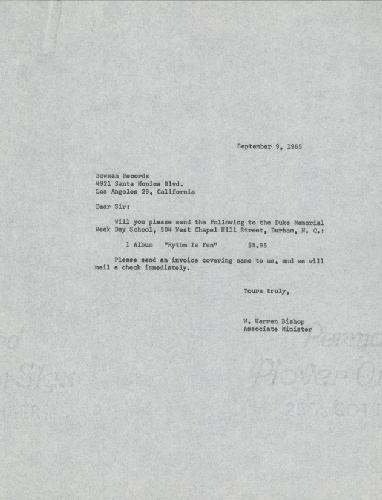 September 9, 1965
Bowman Records
4921 Santa Monica Blvd.
Los Angeles 29, California
Dear Sir:
Will you please send the following to the Duke Memorial
Week Day School, 504 West Chapel Hill Street, Durham, N. C.:
1 Album "Rythm Is Fun" $5.95
Please send an invoice covering same to us, and we will
mail a check immediately.
Yours truly,
W. Warren Bishop
Associate Minister